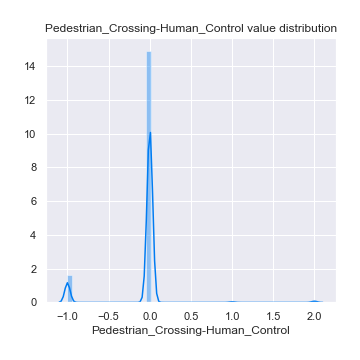 Pedestrian_Crossing-Human_Control value distribution
14
12
10
8
6
4
2
0
−1.0 −0.5 0.0 0.5 1.0 1.5 2.0
Pedestrian_Crossing-Human_Control